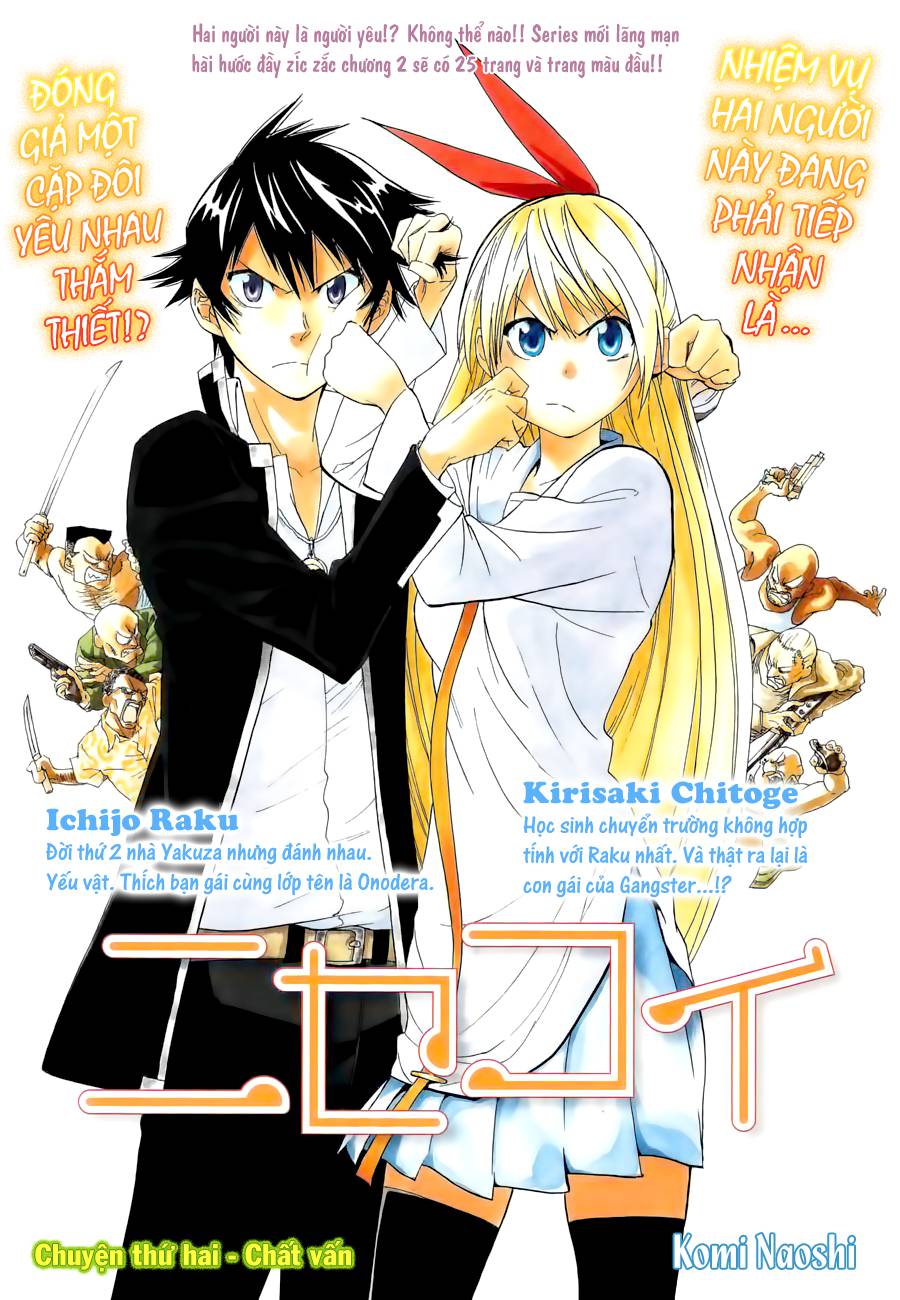 Hai người này là người yêu!? Không thể nào!! Series mới lãng mạn
hài hước đầy zíc zắc chương 2 sẽ có 25 trang và trang màu đầu!!
NHIỆM VỤ
HAI NGƯỜI
NÀY ĐANG
PHẢI TIẾP
NHẬN
LÀ ...
ĐÓNG
GIẢ MỘT
CẶP ĐÔI
YÊU NHAU
THẮM
THIẾT!?
Ichijo Raku
Đời thứ 2 nhà Yakuza nhưng đánh nhau.
Yếu vật. Thích bạn gái cùng lớp tên là Onodera.
Kirisaki Chitoge
Học sinh chuyển trường không hợp
tính với Raku nhất. Và thật ra lại là
con gái của Gangster...!?
ニセコイ
Chuyện thứ hai - Chất vấn
Komi Naoshi